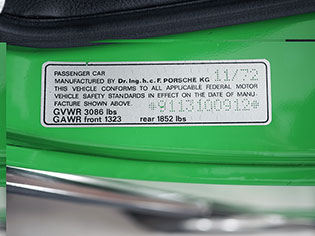 PASSENGER CAR
MANUFACTURED BY Dr. Ing. h. c. F. PORSCHE KG 11/72
THIS VEHICLE CONFORMS TO ALL APPLICABLE FEDERAL MOTOR
VEHICLE SAFETY STANDARDS IN EFFECT ON THE DATE OF MANU-
FACTURE SHOWN ABOVE. *9113100912*
GVWR 3086 lbs
GAWR front 1323 rear 1852 lbs